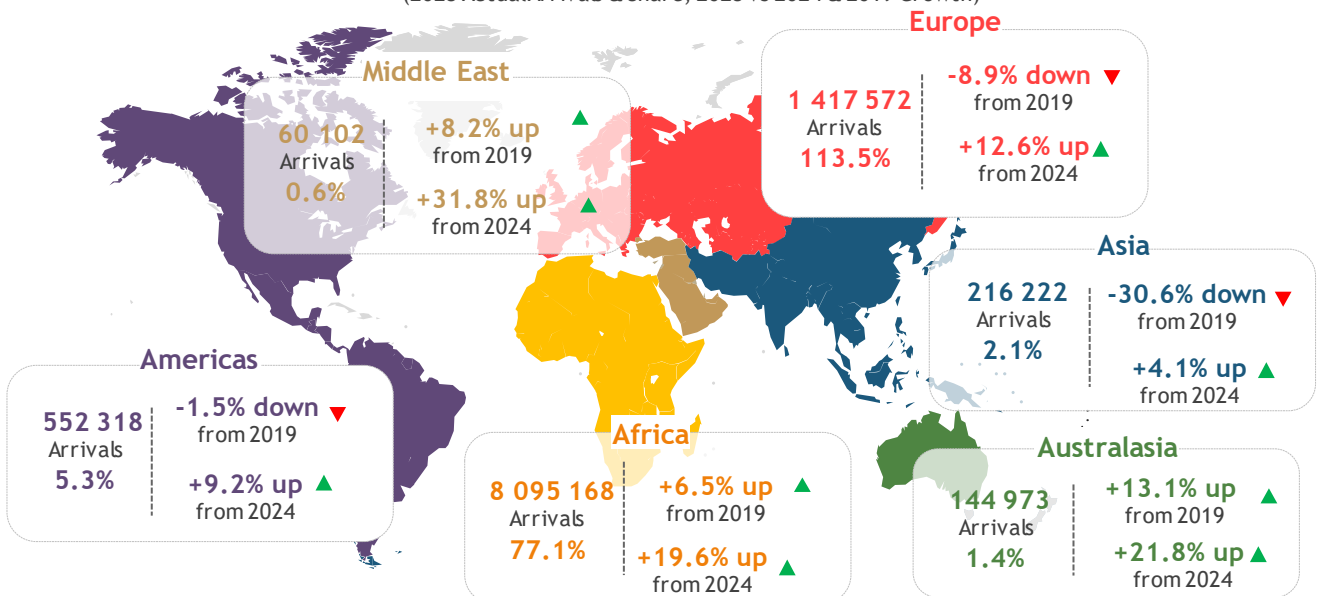 Europe
-8.9% down
from 2019
1 417 572
Arrivals
113.5%
+12.6% up
from 2024
Middle East
60 102
Arrivals
0.6%
+8.2% up
from 2019
+31.8% up
from 2024
Asia
216 222
Arrivals
2.1%
-30.6% down
from 2019
+4.1% up
from 2024
Americas
552 318
Arrivals
5.3%
-1.5% down
from 2019
+9.2% up
from 2024
Africa
8 095 168
Arrivals
77.1%
+6.5% up
from 2019
+19.6% up
from 2024
Australasia
144 973
Arrivals
1.4%
+13.1% up
from 2019
+21.8% up
from 2024